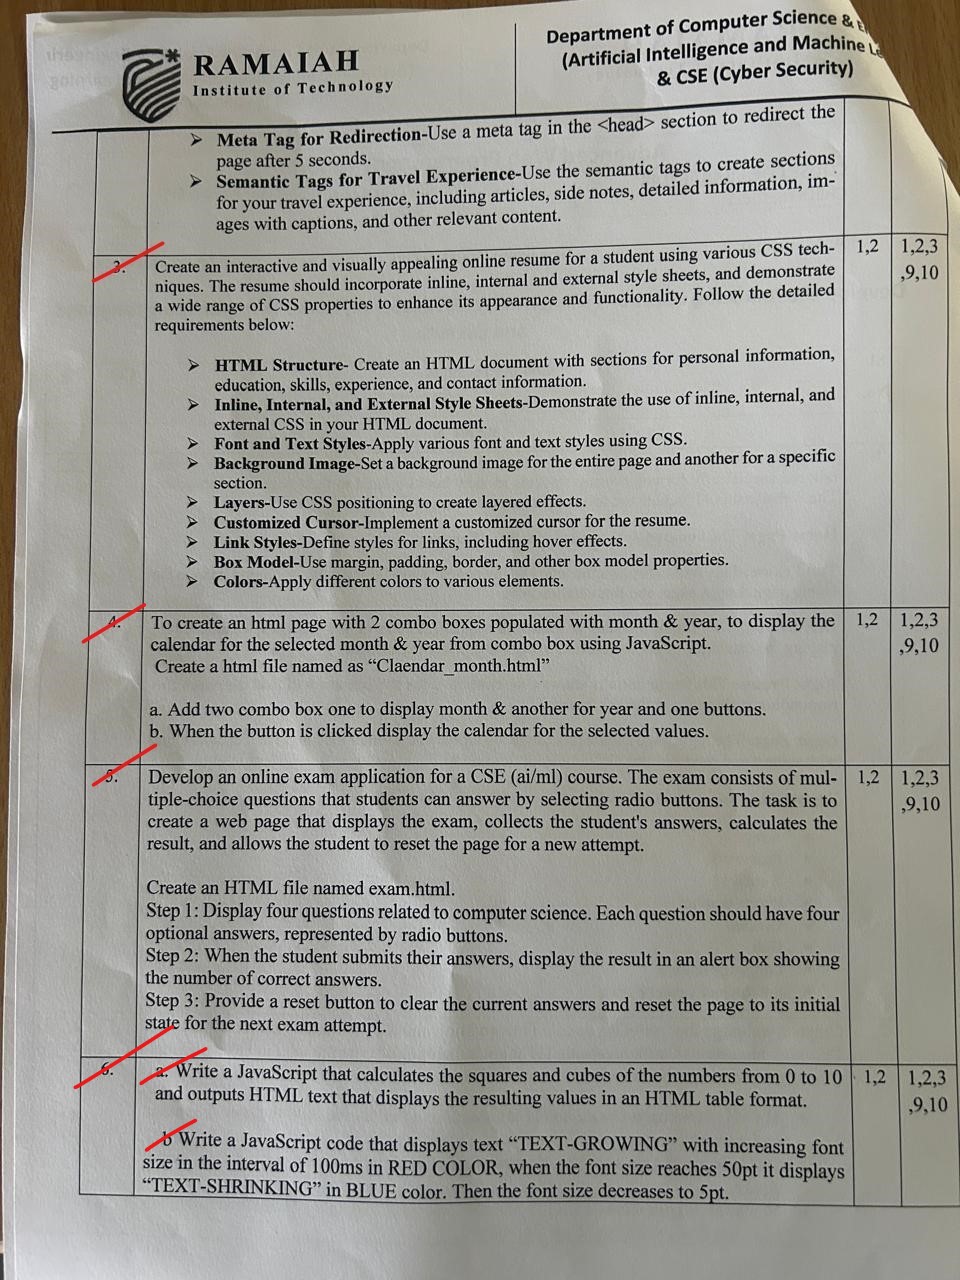 RAMAIAH
Institute of Technology
Department of Computer Science &
(Artificial Intelligence and Machine
& CSE (Cyber Security)
➢ Meta Tag for Redirection-Use a meta tag in the <head> section to redirect the
page after 5 seconds.
➢ Semantic Tags for Travel Experience-Use the semantic tags to create sections
for your travel experience, including articles, side notes, detailed information, im-
ages with captions, and other relevant content.
3. Create an interactive and visually appealing online resume for a student using various CSS tech- 1,2 1,2,3
niques. The resume should incorporate inline, internal and external style sheets, and demonstrate ,9,10
a wide range of CSS properties to enhance its appearance and functionality. Follow the detailed
requirements below:
➢ HTML Structure- Create an HTML document with sections for personal information,
education, skills, experience, and contact information.
➢ Inline, Internal, and External Style Sheets-Demonstrate the use of inline, internal, and
external CSS in your HTML document.
➢ Font and Text Styles-Apply various font and text styles using CSS.
➢ Background Image-Set a background image for the entire page and another for a specific
section.
➢ Layers-Use CSS positioning to create layered effects.
➢ Customized Cursor-Implement a customized cursor for the resume.
➢ Link Styles-Define styles for links, including hover effects.
➢ Box Model-Use margin, padding, border, and other box model properties.
➢ Colors-Apply different colors to various elements.
4. To create an html page with 2 combo boxes populated with month & year, to display the 1,2 1,2,3
calendar for the selected month & year from combo box using JavaScript. ,9,10
Create a html file named as “Claendar_month.html”
a. Add two combo box one to display month & another for year and one buttons.
b. When the button is clicked display the calendar for the selected values.
5. Develop an online exam application for a CSE (ai/ml) course. The exam consists of mul- 1,2 1,2,3
tiple-choice questions that students can answer by selecting radio buttons. The task is to ,9,10
create a web page that displays the exam, collects the student's answers, calculates the
result, and allows the student to reset the page for a new attempt.
Create an HTML file named exam.html.
Step 1: Display four questions related to computer science. Each question should have four
optional answers, represented by radio buttons.
Step 2: When the student submits their answers, display the result in an alert box showing
the number of correct answers.
Step 3: Provide a reset button to clear the current answers and reset the page to its initial
state for the next exam attempt.
6. a. Write a JavaScript that calculates the squares and cubes of the numbers from 0 to 10 1,2 1,2,3
and outputs HTML text that displays the resulting values in an HTML table format. ,9,10
b Write a JavaScript code that displays text “TEXT-GROWING” with increasing font
size in the interval of 100ms in RED COLOR, when the font size reaches 50pt it displays
“TEXT-SHRINKING” in BLUE color. Then the font size decreases to 5pt.